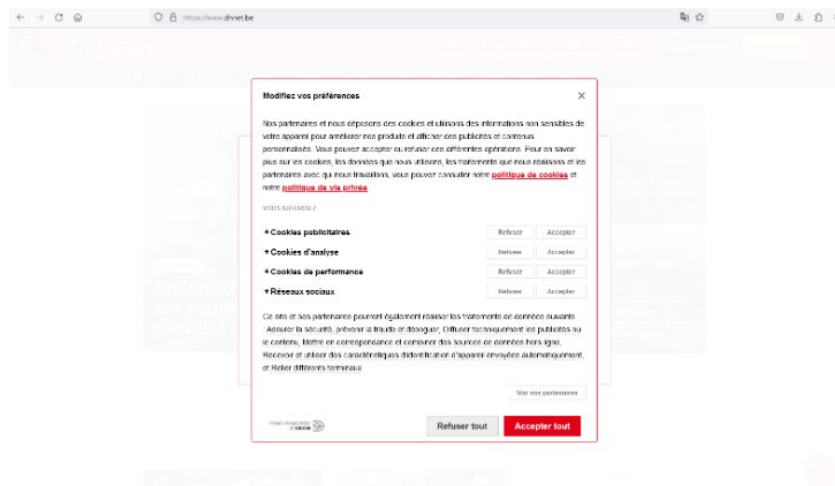 https://www.dhnet.be
Modifiez vos préférences
Nos partenaires et nous déposons des cookies et utilisons des informations non sensibles de
votre appareil pour améliorer nos produits et afficher des publicités et contenus
personnalisés. Vous pouvez accepter ou refuser ces différentes opérations. Pour en savoir
plus sur les cookies, les données que nous utilisons, les traitements que nous réalisons et les
partenaires avec qui nous travaillons, vous pouvez consulter notre politique de cookies et
notre politique de vie privée
VOUS AUTORISEZ
+ Cookies publicitaires Refuser Accepter
+ Cookies d'analyse Refuser Accepter
+ Cookies de performance Refuser Accepter
+ Réseaux sociaux Refuser Accepter
Ce site et ses partenaires pourront également réaliser les traitements de données suivants
: Assurer la sécurité, prévenir la fraude et déboguer, Diffuser techniquement les publicités ou
le contenu, Mettre en correspondance et combiner des sources de données hors ligne,
Recevoir et utiliser des caractéristiques d'identification d'appareil envoyées automatiquement,
et Relier différents terminaux
Voir nos partenaires
Refuser tout Accepter tout